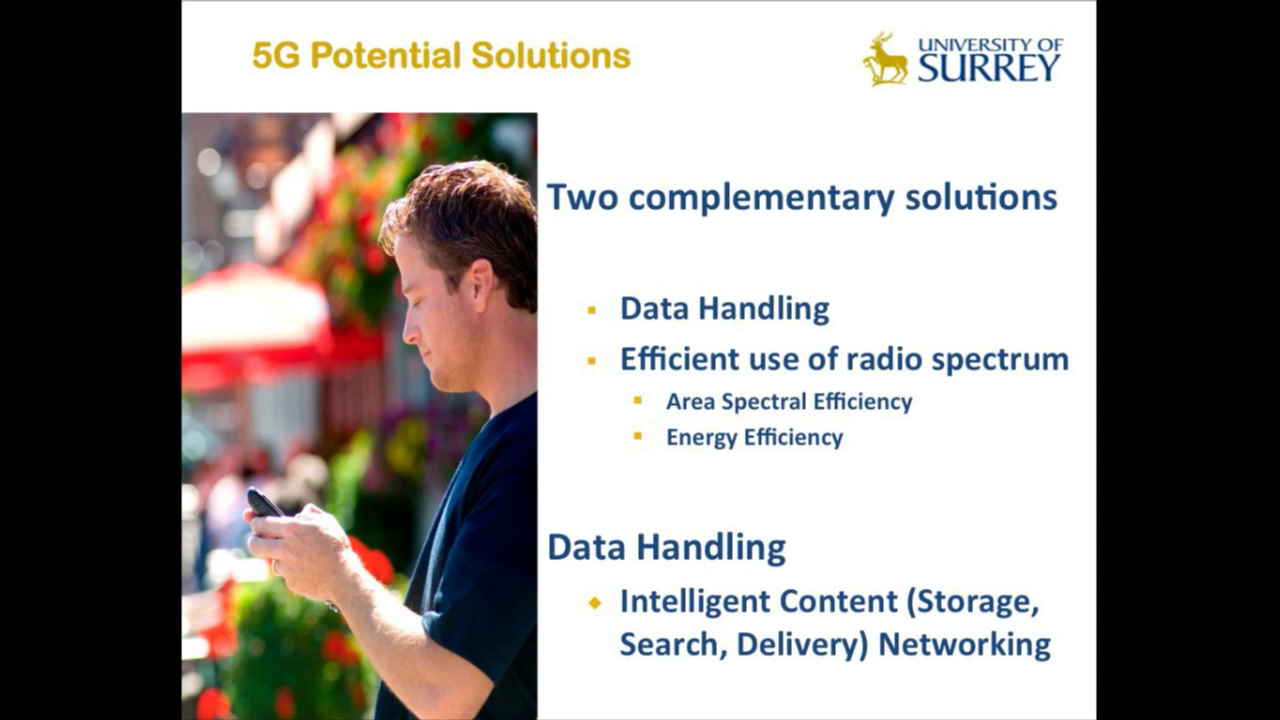 5G Potential Solutions
UNIVERSITY OF
SURREY
Two complementary solutions
Data Handling
Efficient use of radio spectrum
Area Spectral Efficiency
Energy Efficiency
Data Handling
Intelligent Content (Storage,
Search, Delivery) Networking